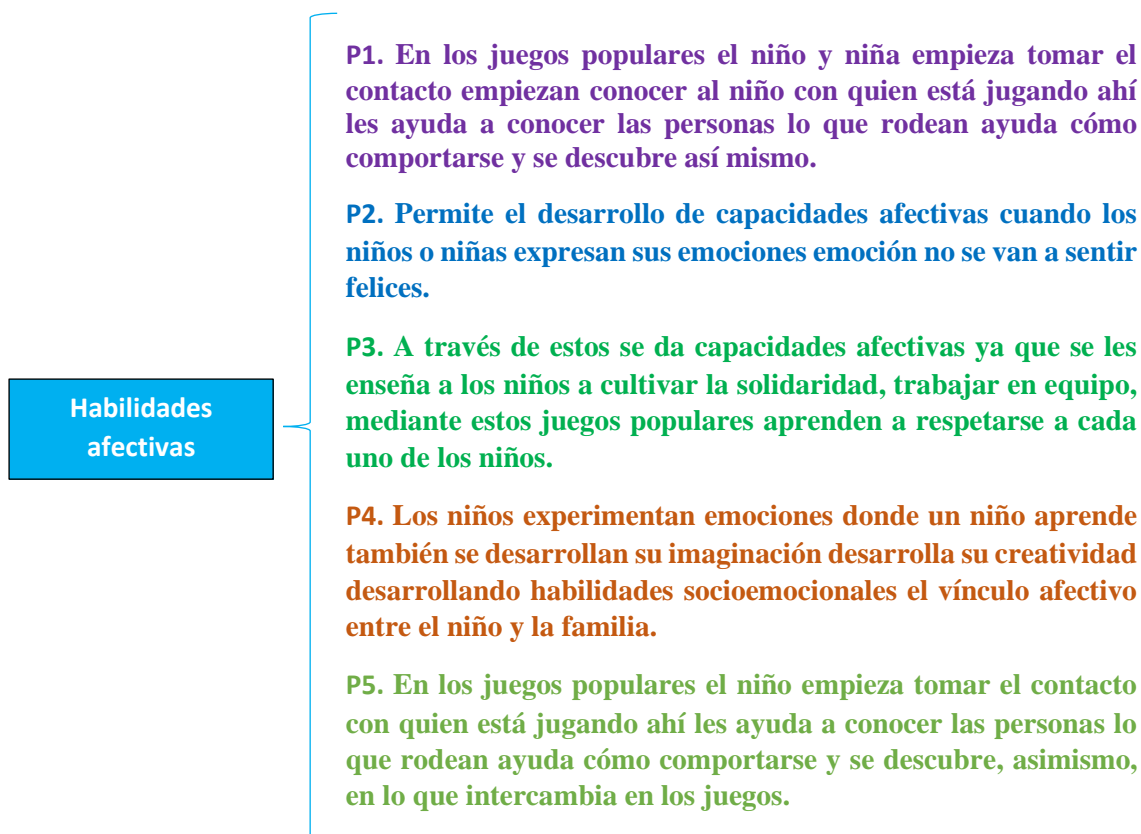 P1. En los juegos populares el niño y niña empieza tomar el
contacto empiezan conocer al niño con quien está jugando ahí
les ayuda a conocer las personas lo que rodean ayuda cómo
comportarse y se descubre así mismo.
P2. Permite el desarrollo de capacidades afectivas cuando los
niños o niñas expresan sus emociones emoción no se van a sentir
felices.
P3. A través de estos se da capacidades afectivas ya que se les
enseña a los niños a cultivar la solidaridad, trabajar en equipo,
mediante estos juegos populares aprenden a respetarse a cada
uno de los niños.
Habilidades
afectivas
P4. Los niños experimentan emociones donde un niño aprende
también se desarrollan su imaginación desarrolla su creatividad
desarrollando habilidades socioemocionales el vínculo afectivo
entre el niño y la familia.
P5. En los juegos populares el niño empieza tomar el contacto
con quien está jugando ahí les ayuda a conocer las personas lo
que rodean ayuda cómo comportarse y se descubre, asimismo,
en lo que intercambia en los juegos.